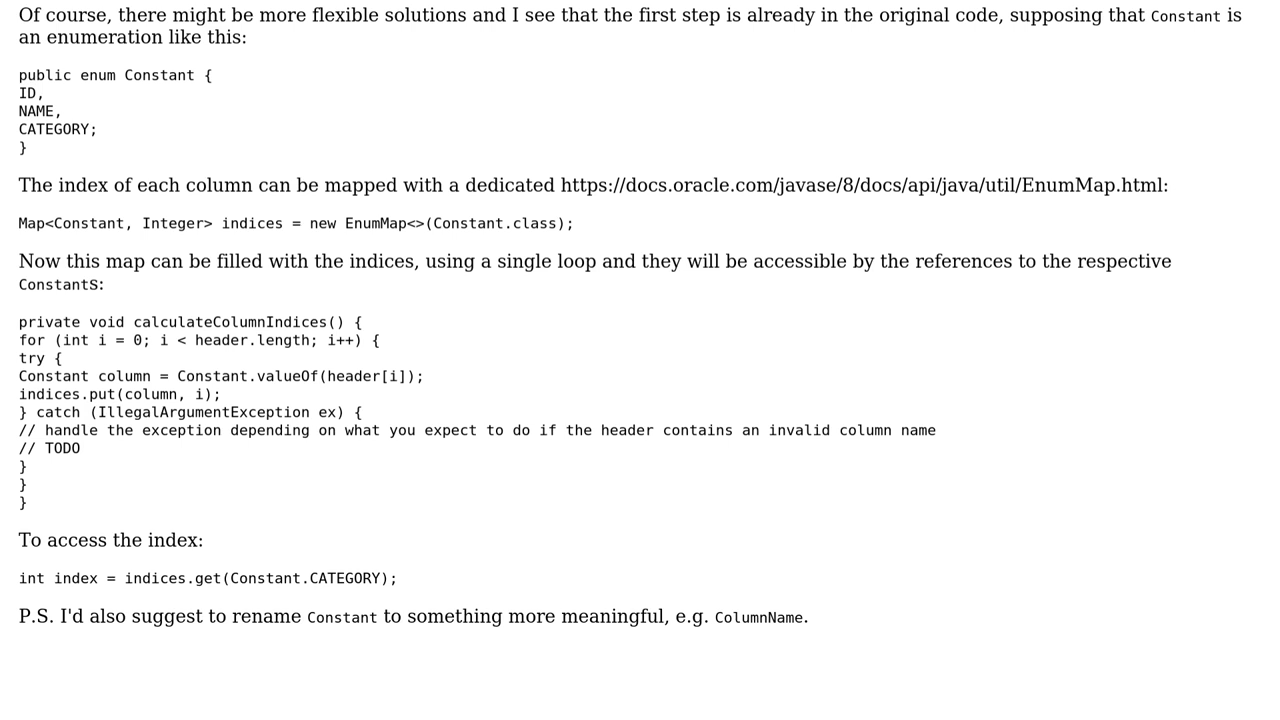 Of course, there might be more flexible solutions and I see that the first step is already in the original code, supposing that Constant is
an enumeration like this:
public enum Constant {
ID,
NAME,
CATEGORY;
}
The index of each column can be mapped with a dedicated https://docs.oracle.com/javase/8/docs/api/java/util/EnumMap.html:
Map<Constant, Integer> indices = new EnumMap<>(Constant.class);
Now this map can be filled with the indices, using a single loop and they will be accessible by the references to the respective
Constants:
private void calculateColumnIndices() {
for (int i = 0; i < header.length; i++) {
try {
Constant column = Constant.valueOf(header[i]);
indices.put(column, i);
} catch (IllegalArgumentException ex) {
// handle the exception depending on what you expect to do if the header contains an invalid column name
// TODO
}
}
}
To access the index:
int index = indices.get(Constant.CATEGORY);
P.S. I'd also suggest to rename Constant to something more meaningful, e.g. ColumnName.